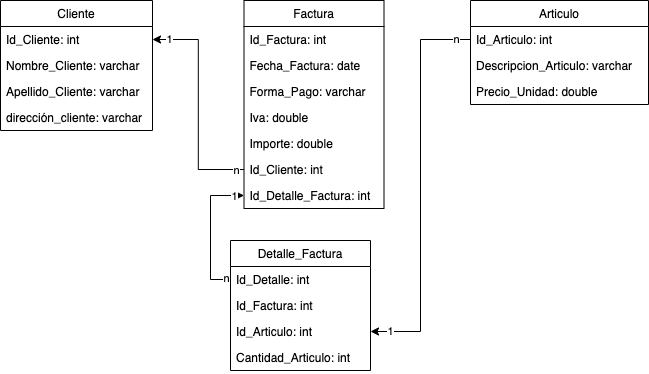 Cliente
Id_Cliente: int
Nombre_Cliente: varchar
Apellido_Cliente: varchar
dirección_cliente: varchar
1
n
Factura
Id_Factura: int
Fecha_Factura: date
Forma_Pago: varchar
Iva: double
Importe: double
Id_Cliente: int
Id_Detalle_Factura: int
1
n
Articulo
Id_Articulo: int
Descripcion_Articulo: varchar
Precio_Unidad: double
n
1
Detalle_Factura
Id_Detalle: int
Id_Factura: int
Id_Articulo: int
Cantidad_Articulo: int